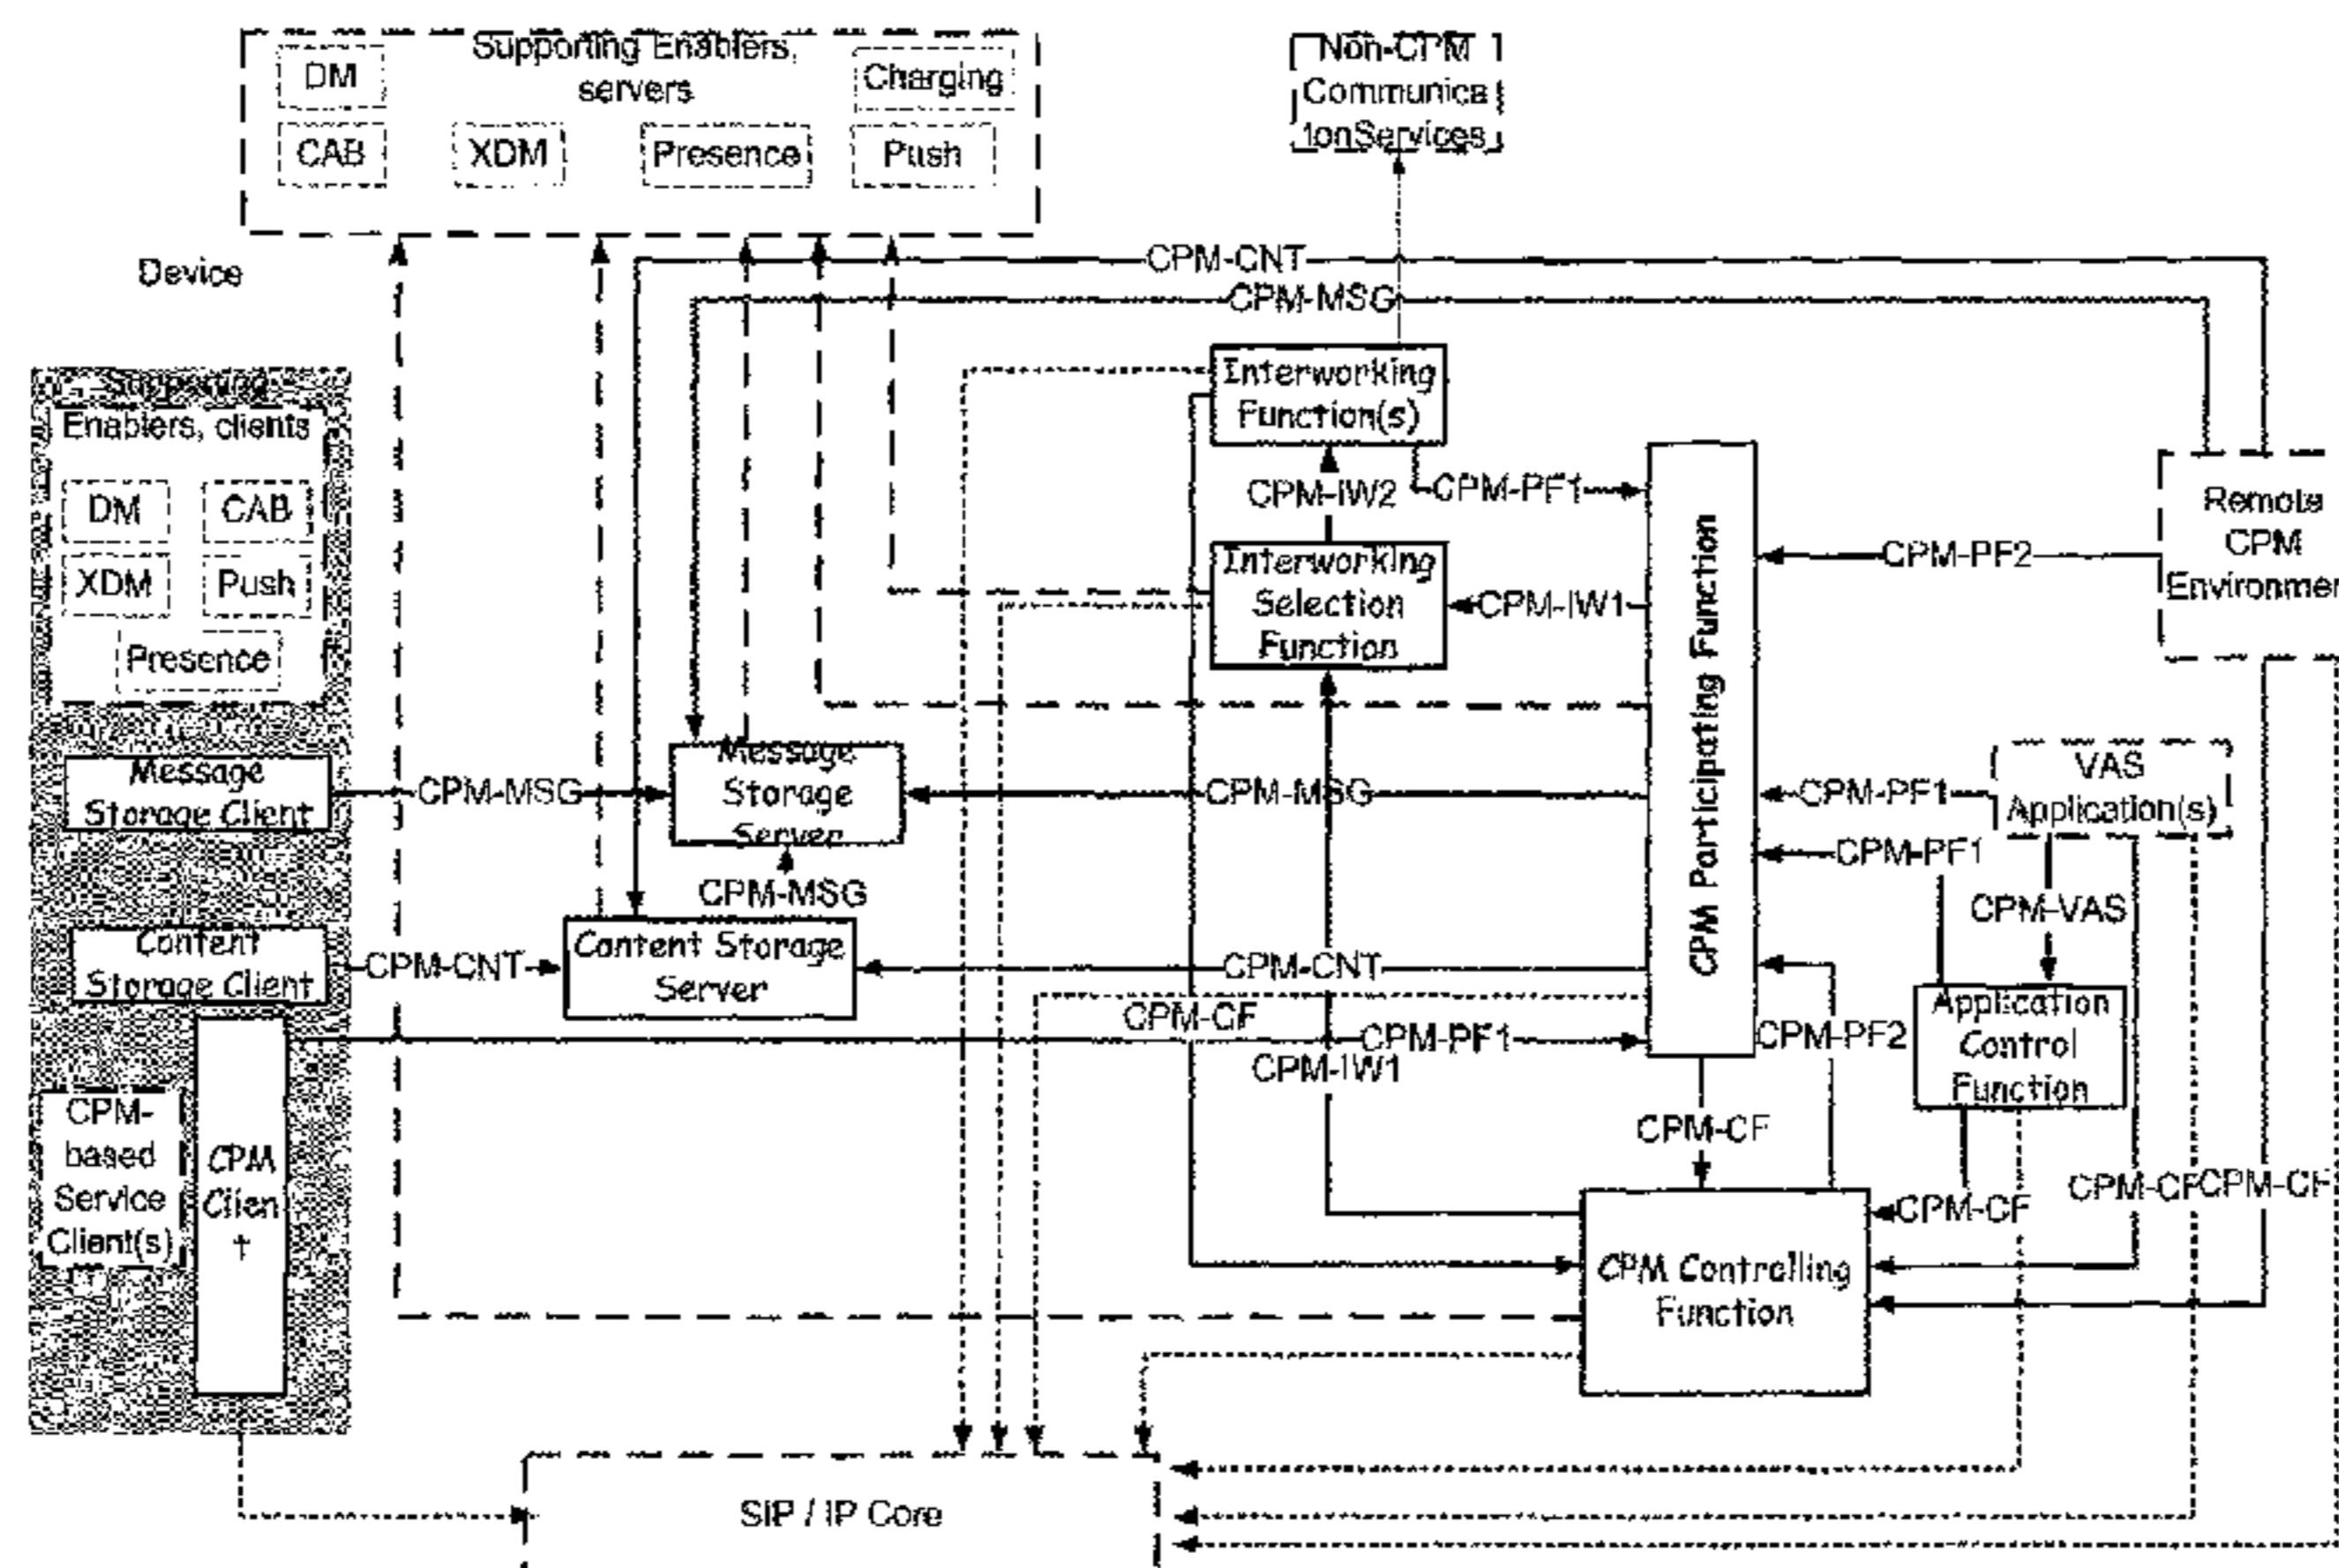 Supporting Enablers,
servers
DM
Charging
CAB
XDM
Presence
Push
Non-CPM
Communica
tionServices
Device
CPM-CNT
CPM-MSG
Supporting
Enablers, clients
DM
CAB
XDM
Push
Presence
Interworking
Function(s)
CPM-IW2
CPM-PF1
Interworking
Selection
Function
CPM-IW1
CPM Participating Function
CPM-PF2
Remote
CPM
Environmen
Message
Storage Client
CPM-MSG
Message
Storage
Server
CPM-MSG
CPM-PF1
VAS
Application(s)
CPM-PF1
CPM-MSG
CPM-VAS
Content
Storage Client
CPM-CNT
Content Storage
Server
CPM-CNT
CPM-CF
CPM-PF1
CPM-IW1
CPM-PF2
Application
Control
Function
CPM-based
Service
Client(s)
CPM
Clien
t
CPM-CF
CPM-CF
CPM-CF
CPM-CF
CPM Controlling
Function
SIP / IP Core